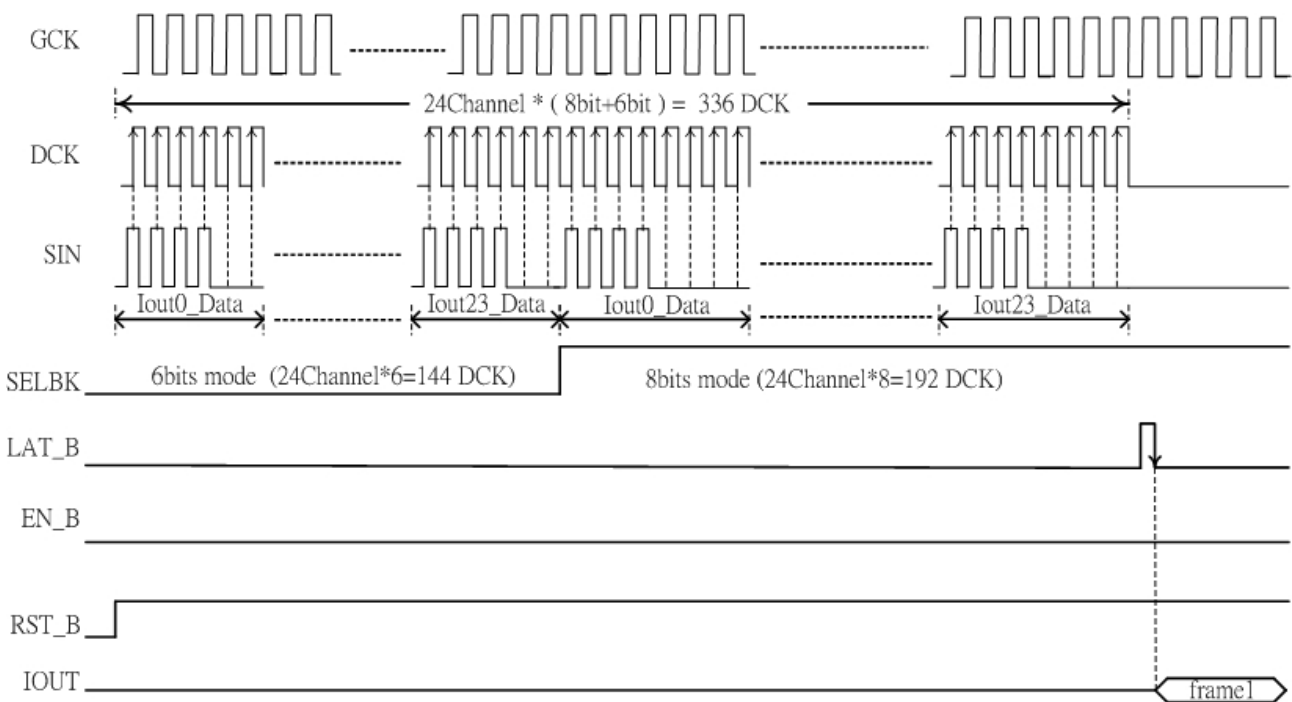 GCK
24Channel * ( 8bit+6bit ) = 336 DCK
DCK
SIN
Iout0_Data Iout23_Data Iout0_Data Iout23_Data
SELBK 6bits mode (24Channel*6=144 DCK) 8bits mode (24Channel*8=192 DCK)
LAT_B
EN_B
RST_B
IOUT frame1